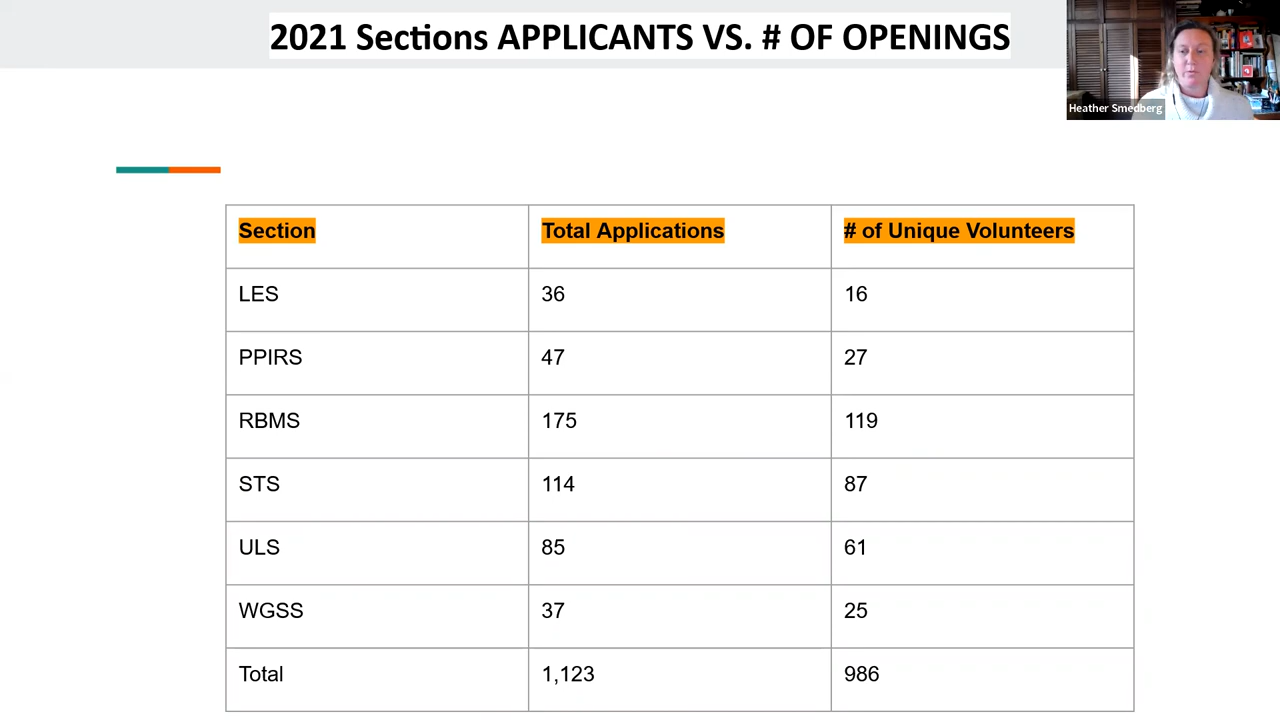 2021 Sections APPLICANTS VS. # OF OPENINGS
Heather Smedberg
Section Total Applications # of Unique Volunteers
LES 36 16
PPIRS 47 27
RBMS 175 119
STS 114 87
ULS 85 61
WGSS 37 25
Total 1,123 986